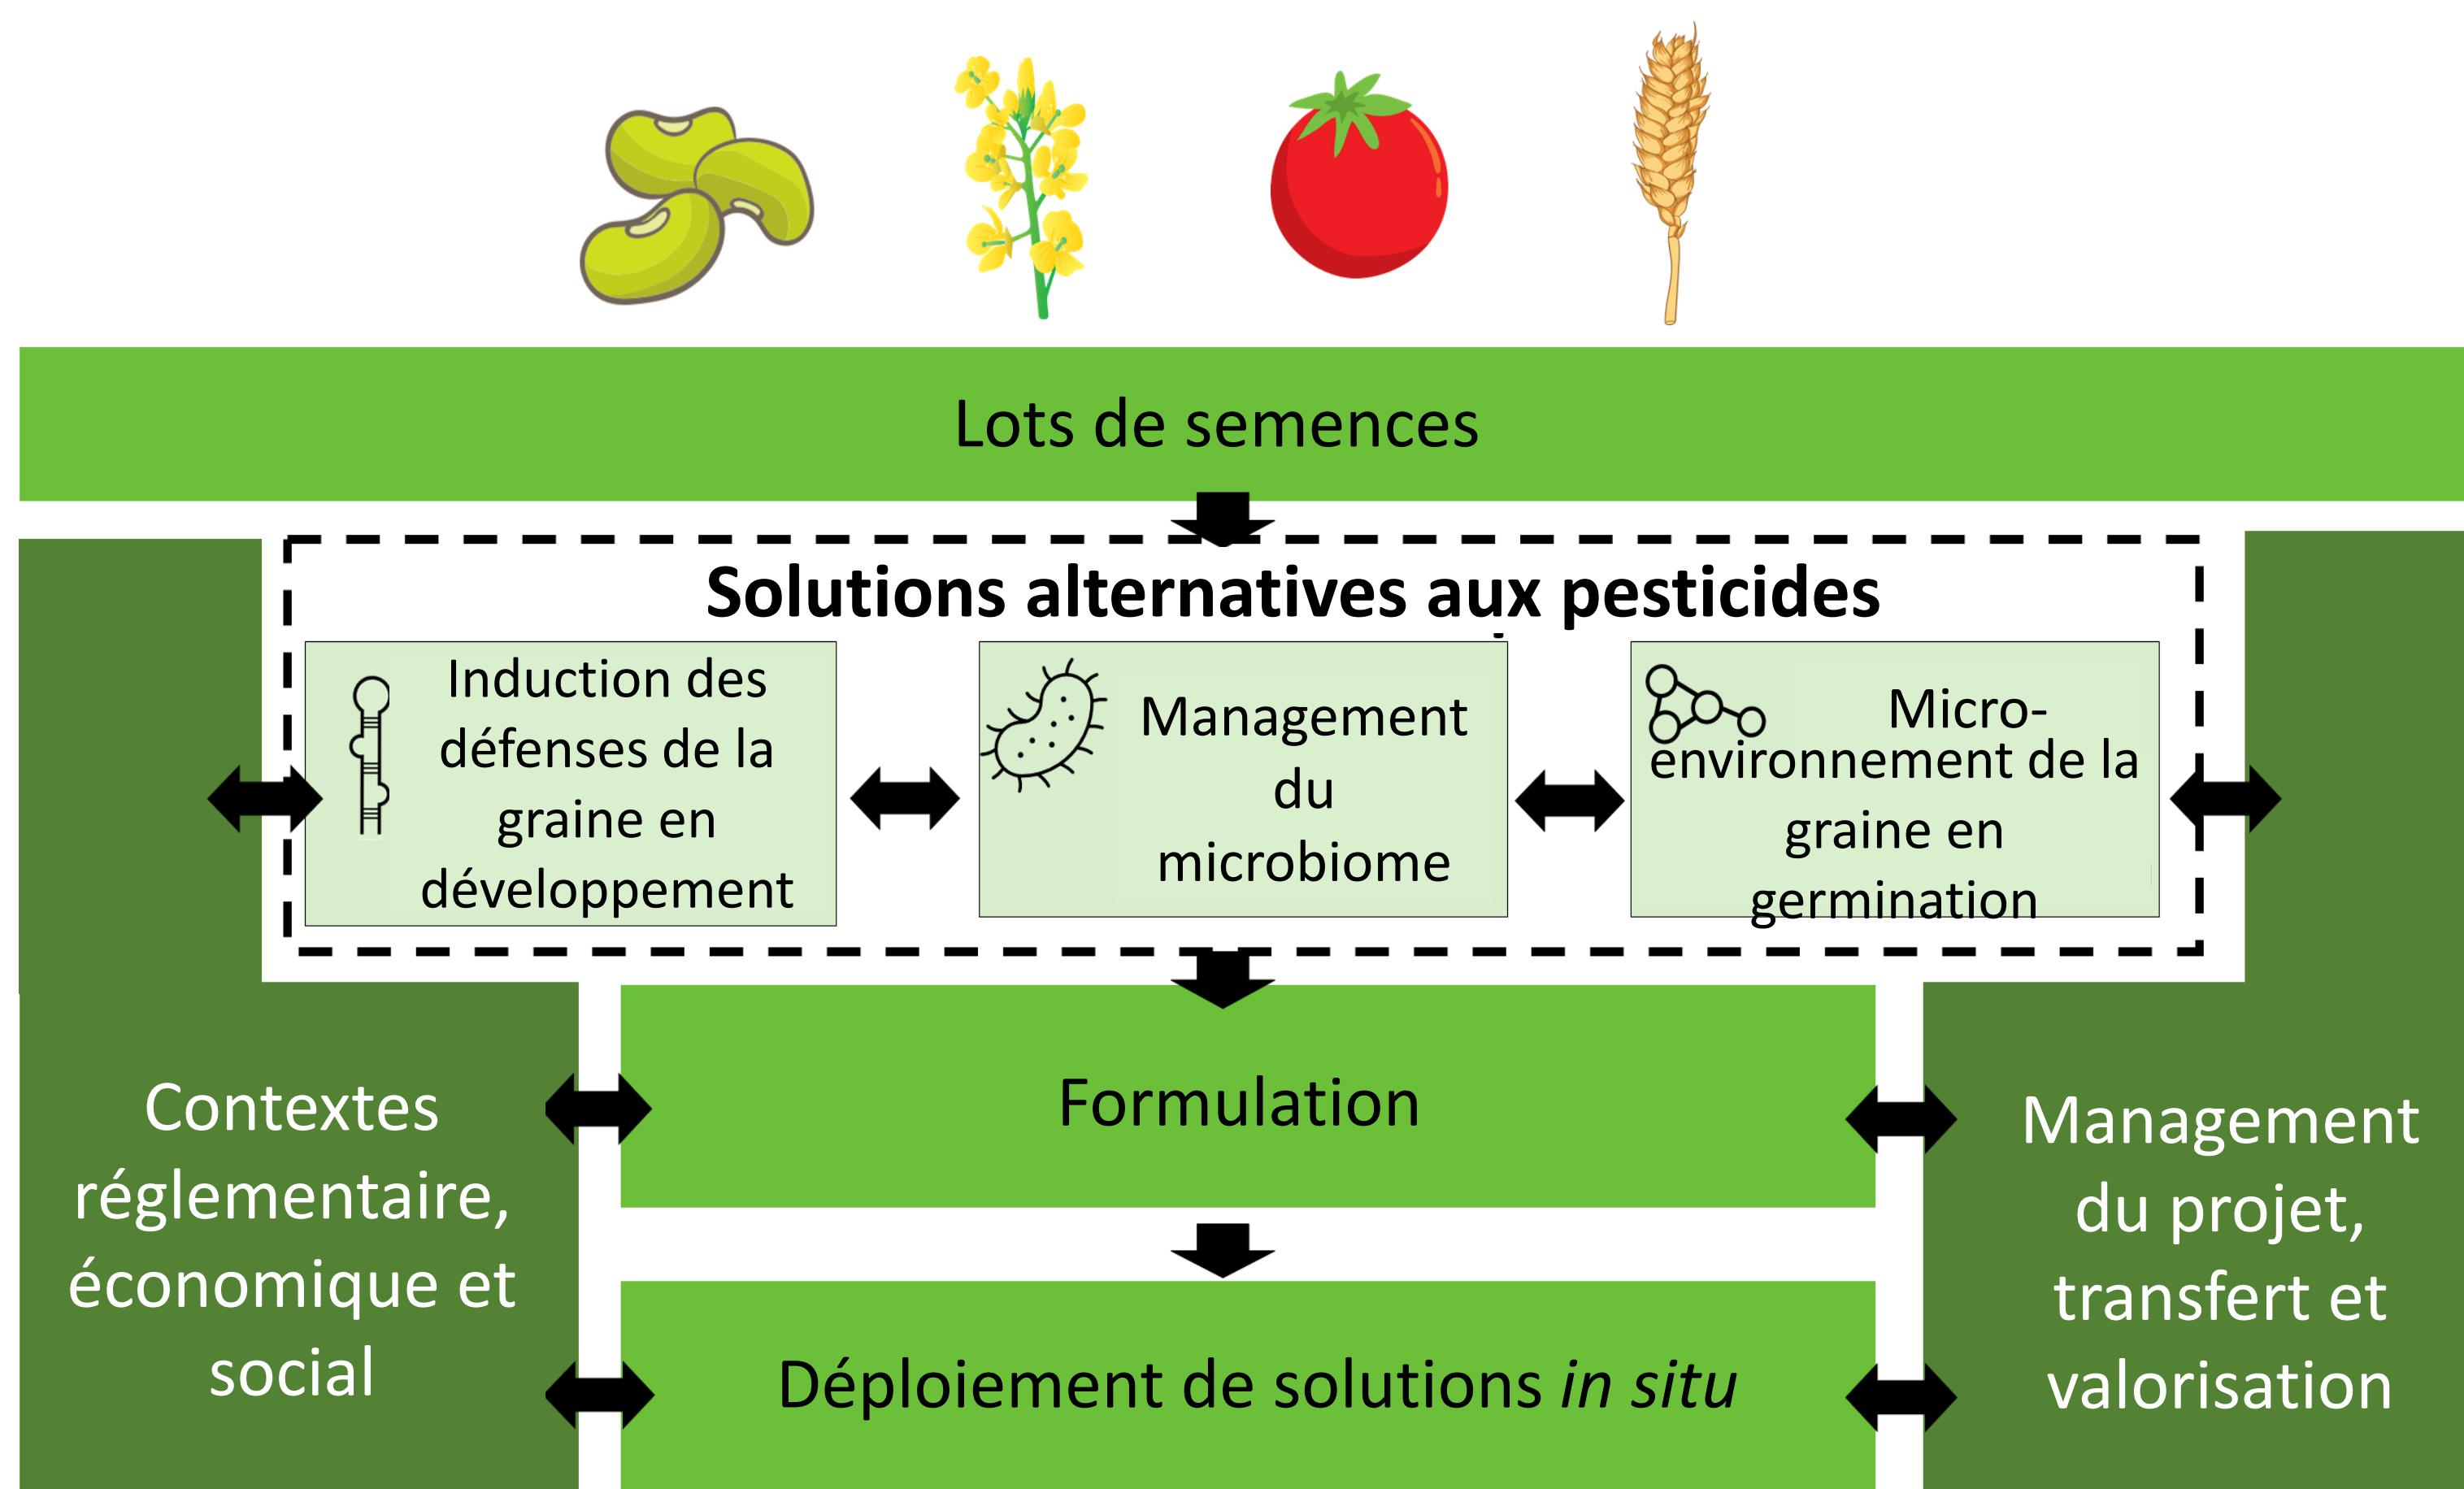 Lots de semences
Solutions alternatives aux pesticides
Induction des
défenses de la
graine en
développement
Management
du
microbiome
Micro-
environnement de la
graine en
germination
Contextes
réglementaire,
économique et
social
Formulation
Déploiement de solutions in situ
Management
du projet,
transfert et
valorisation